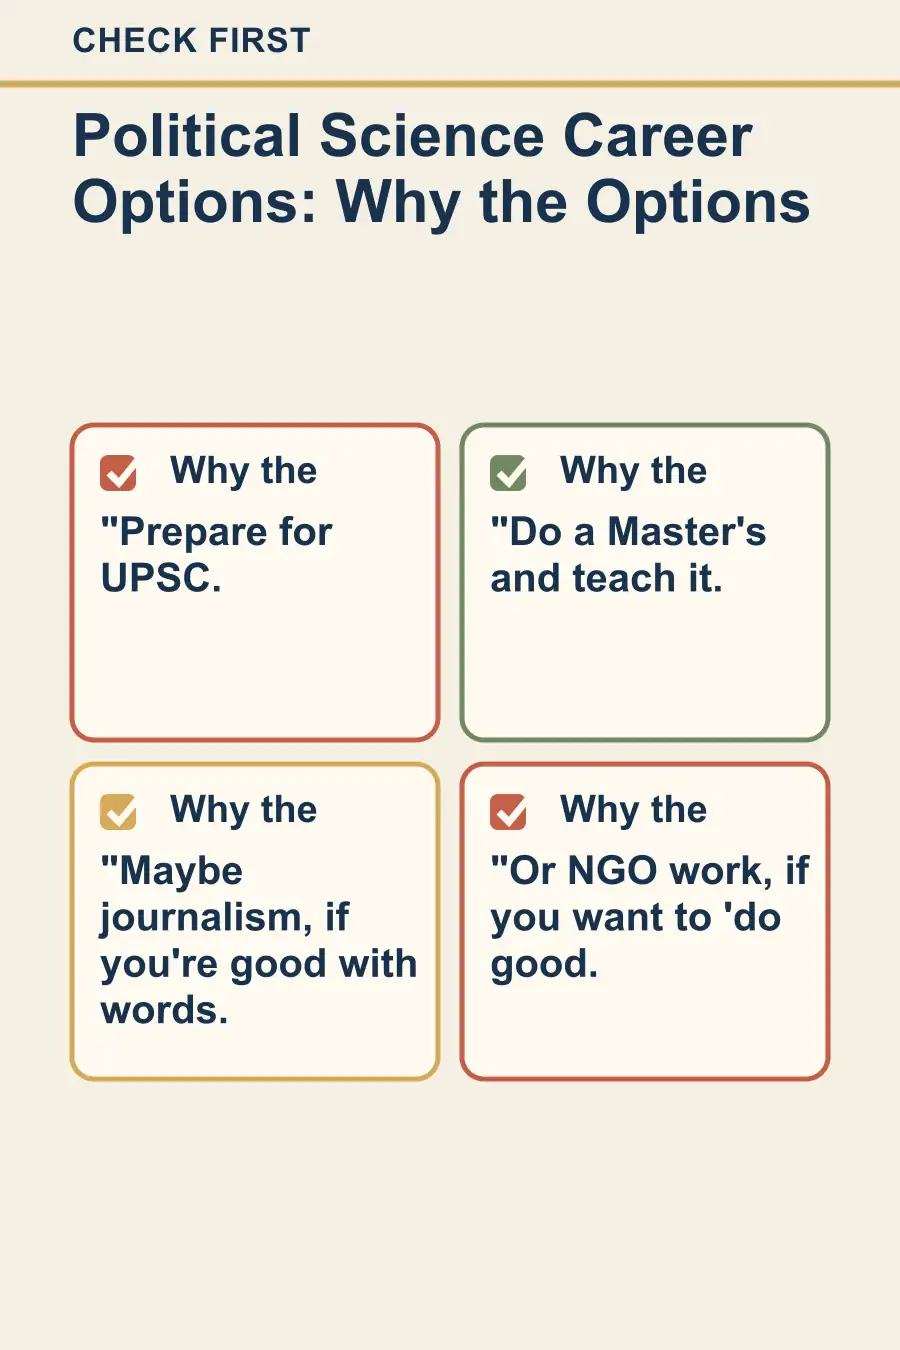 CHECK FIRST
Political Science Career
Options: Why the Options
Why the
"Prepare for
UPSC.
Why the
"Do a Master's
and teach it.
Why the
"Maybe
journalism, if
you're good with
words.
Why the
"Or NGO work, if
you want to 'do
good.